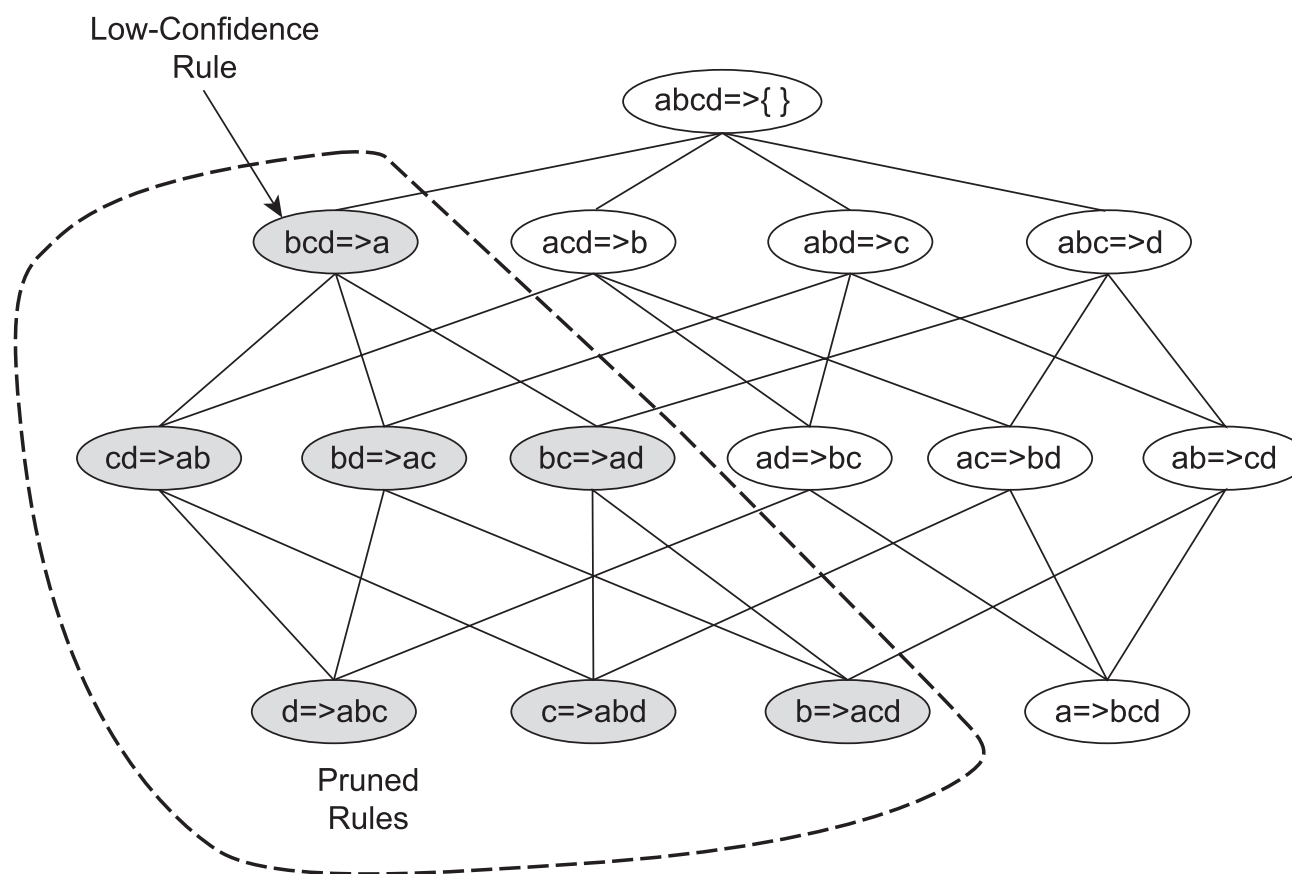 Low-Confidence
Rule
abcd=>{ }
bcd=>a
acd=>b
abd=>c
abc=>d
cd=>ab
bd=>ac
bc=>ad
ad=>bc
ac=>bd
ab=>cd
d=>abc
c=>abd
b=>acd
a=>bcd
Pruned
Rules